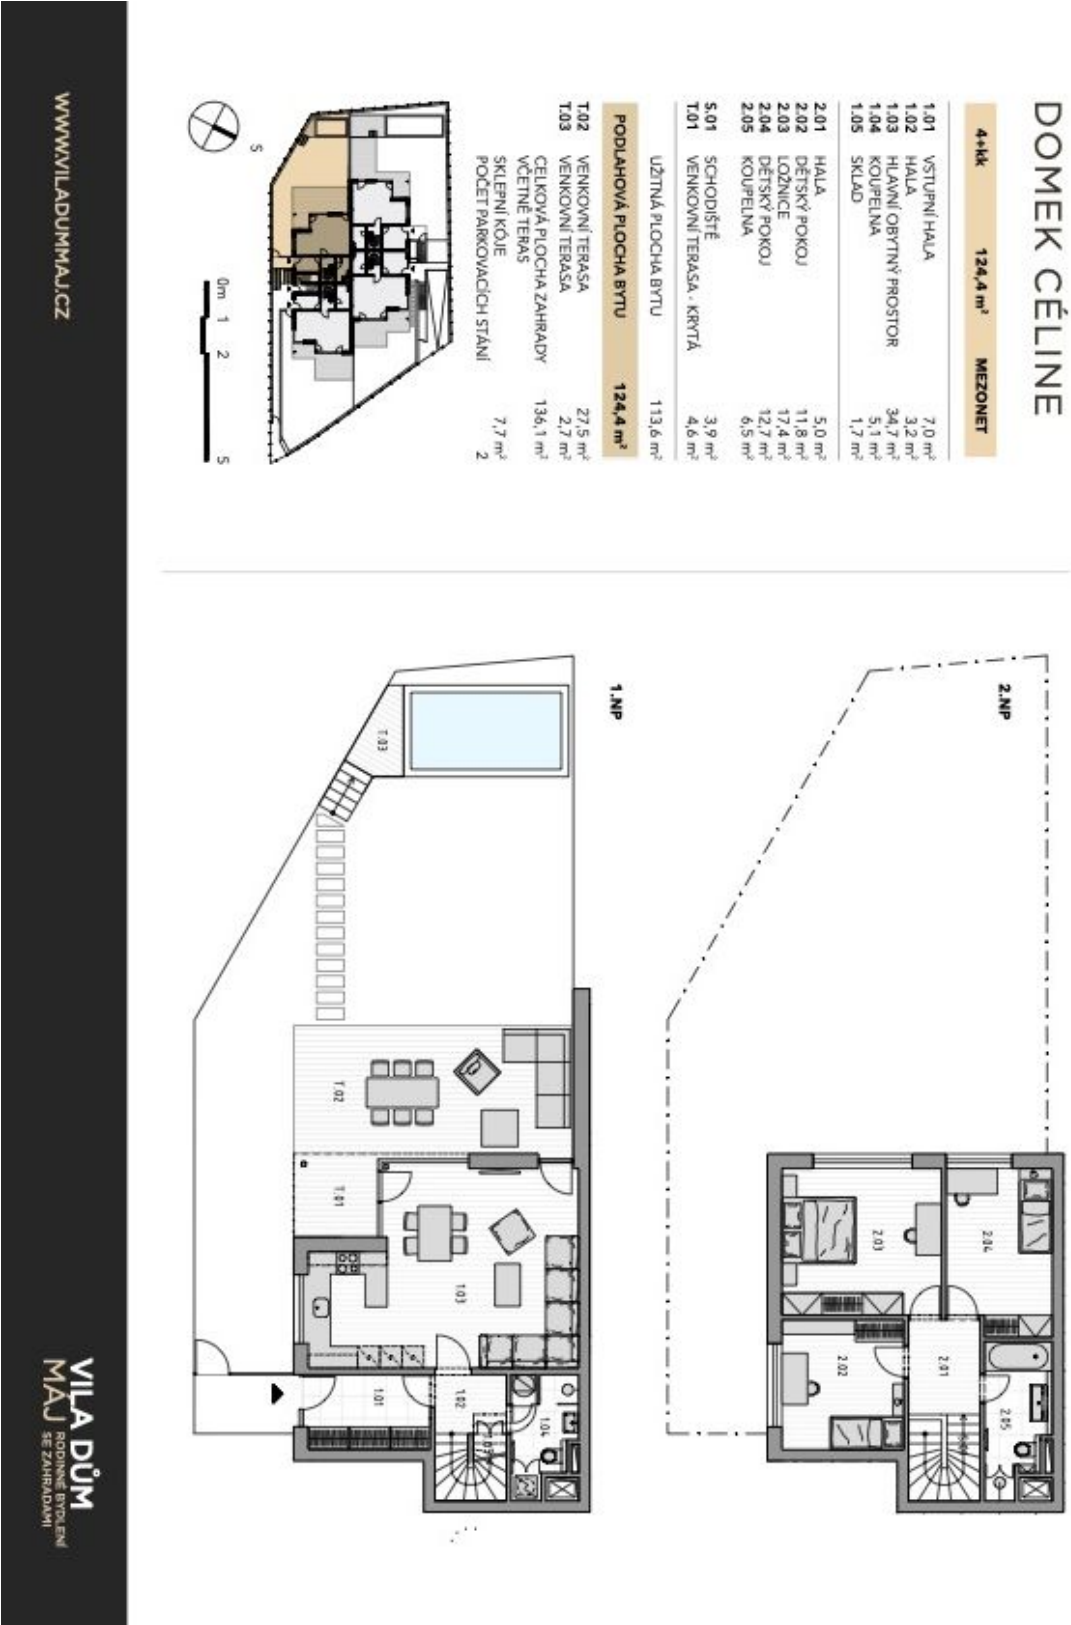 DOMEK CÉLINE
4+kk 124,4 m² MEZONET
1.01 VSTUPNÍ HALA 7,0 m²
1.02 HALA 3,2 m²
1.03 HLAVNÍ OBYTNÝ PROSTOR 34,7 m²
1.04 KOUPELNA 5,1 m²
1.05 SKLAD 1,7 m²
2.01 HALA 5,0 m²
2.02 DĚTSKÝ POKOJ 11,8 m²
2.03 LOŽNICE 17,4 m²
2.04 DĚTSKÝ POKOJ 12,7 m²
2.05 KOUPELNA 6,5 m²
S.01 SCHODIŠTĚ 3,9 m²
T.01 VENKOVNÍ TERASA - KRYTÁ 4,6 m²
UŽITNÁ PLOCHA BYTU 113,6 m²
PODLAHOVÁ PLOCHA BYTU 124,4 m²
T.02 VENKOVNÍ TERASA 27,5 m²
T.03 VENKOVNÍ TERASA 2,7 m²
CELKOVÁ PLOCHA ZAHRADY 136,1 m²
VČETNĚ TERAS
SKLEPNÍ KÓJE 7,7 m²
POČET PARKOVACÍCH STÁNÍ 2
S
0m 1 2 5
2.NP
2.04
2.03
2.01
2.05
2.02
S.01
1.NP
T.03
T.02
T.01
1.03
1.04
1.05
1.02
1.01
WWW.VILADUMMAJ.CZ
VILA DŮM
MÁJ RODINNÉ BYDLENÍ
SE ZAHRADAMI